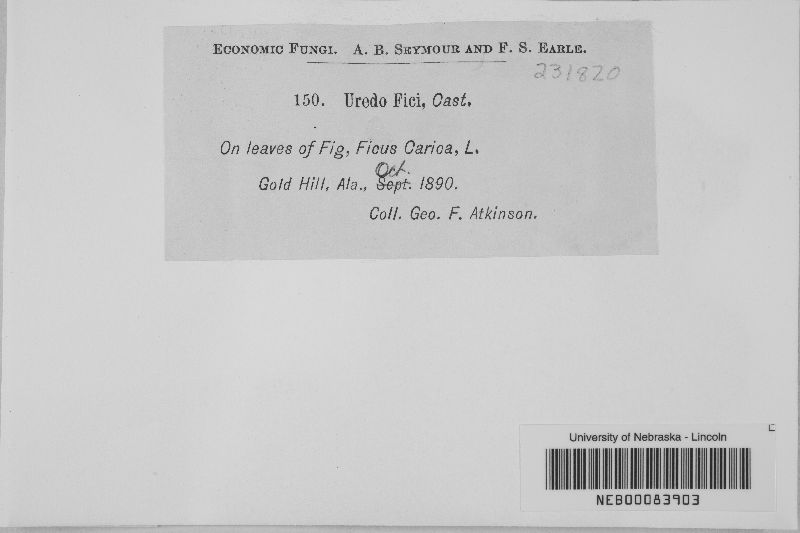 ECONOMIC FUNGI. A. B. SEYMOUR AND F. S. EARLE.
231820
150. Uredo Fici, Cast.
On leaves of Fig, Ficus Carica, L.
Oct.
Gold Hill, Ala., Sept. 1890.
Coll. Geo. F. Atkinson.
University of Nebraska - Lincoln
NEB00083903